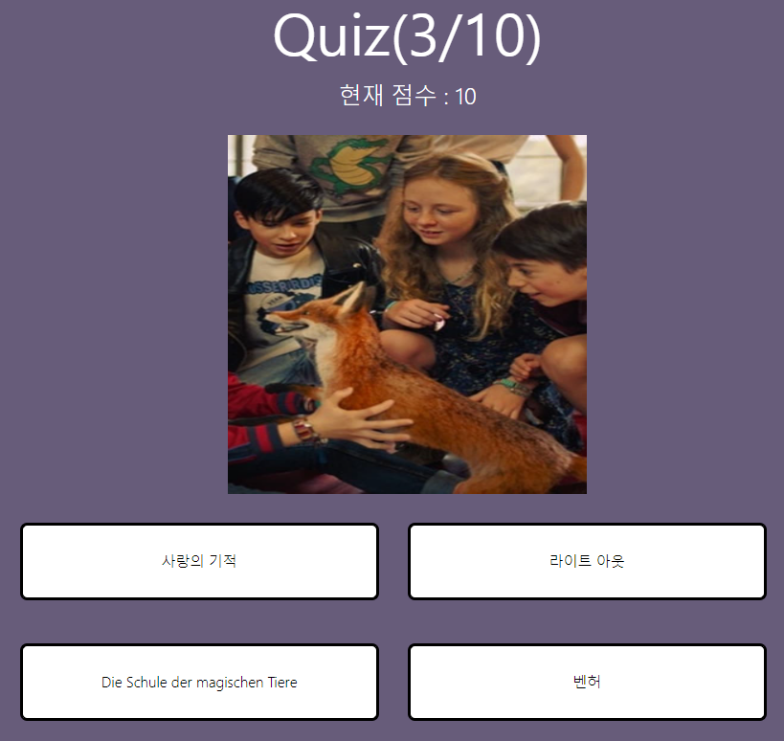 Quiz(3/10)
현재 점수 : 10
사랑의 기적
라이트 아웃
Die Schule der magischen Tiere
벤허